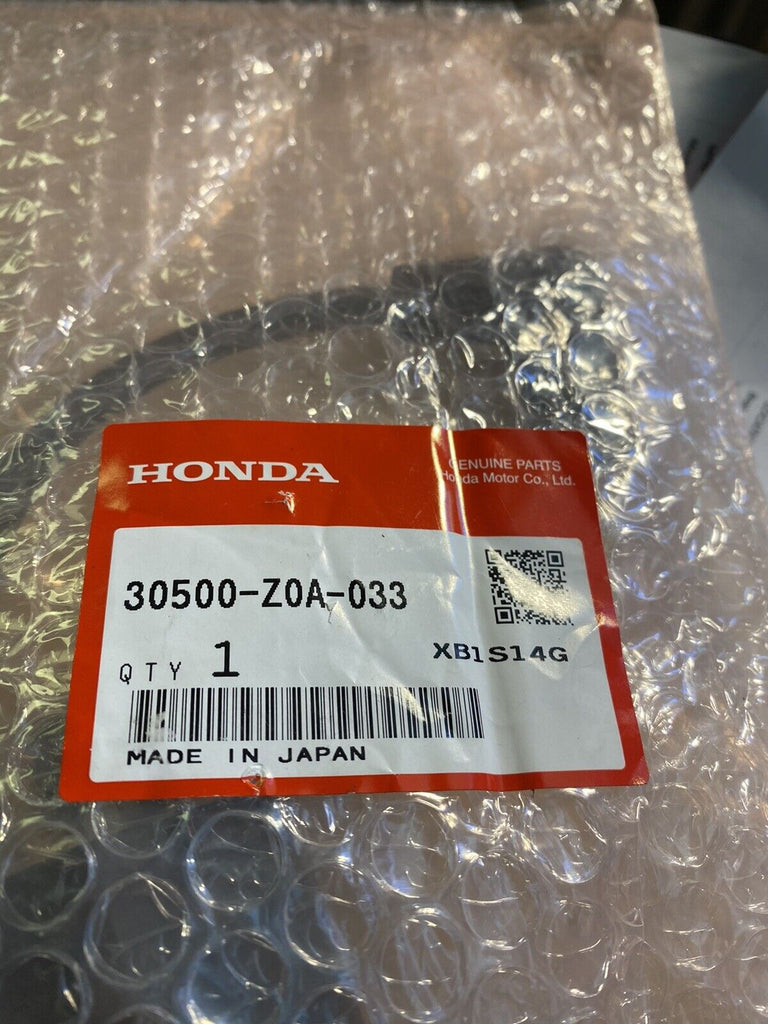 HONDA
GENUINE PARTS
Honda Motor Co., Ltd.
30500-Z0A-033
XB1S14G
QTY 1
MADE IN JAPAN